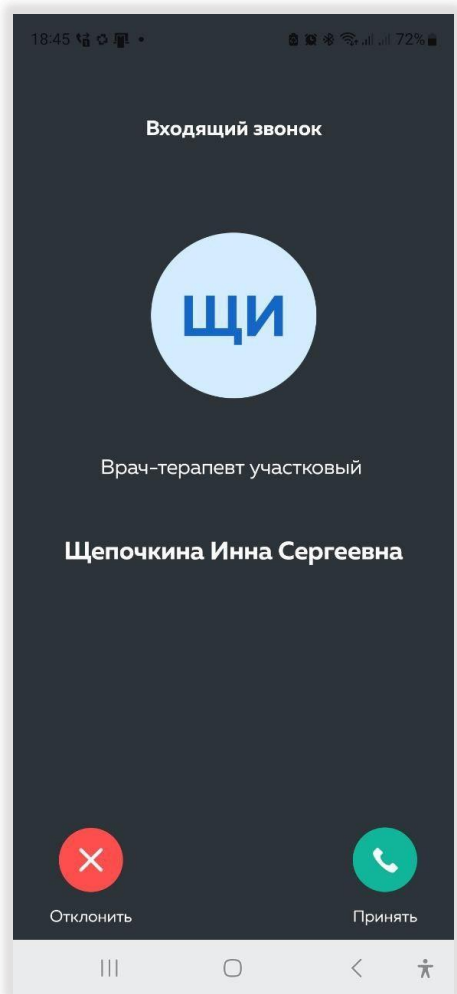 18:45
72%
Входящий звонок
ЩИ
Врач-терапевт участковый
Щепочкина Инна Сергеевна
Отклонить
Принять